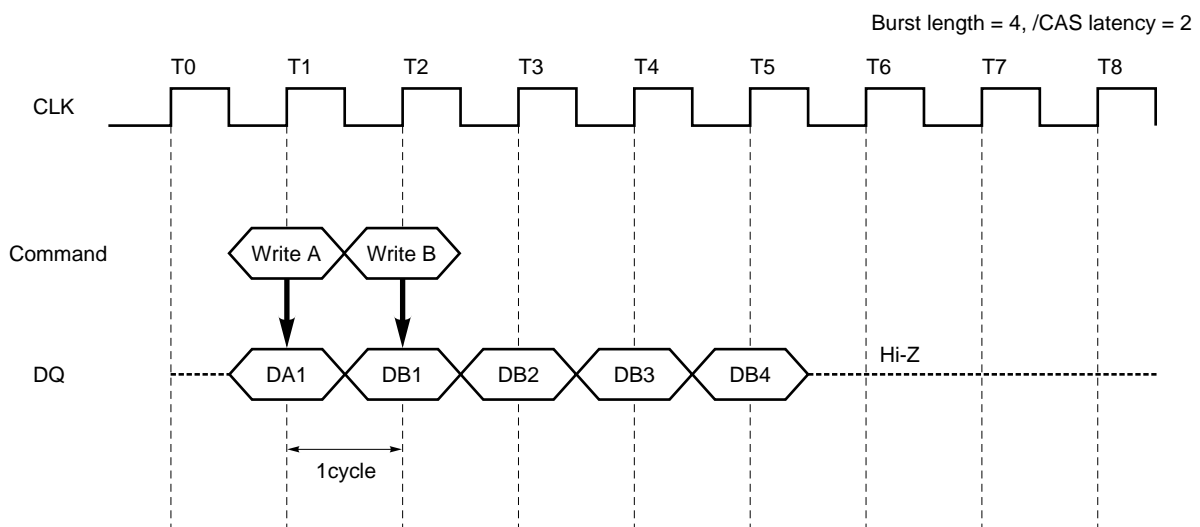 Burst length = 4, /CAS latency = 2
T0 T1 T2 T3 T4 T5 T6 T7 T8
CLK
Command Write A Write B
Hi-Z
DQ DA1 DB1 DB2 DB3 DB4
1cycle